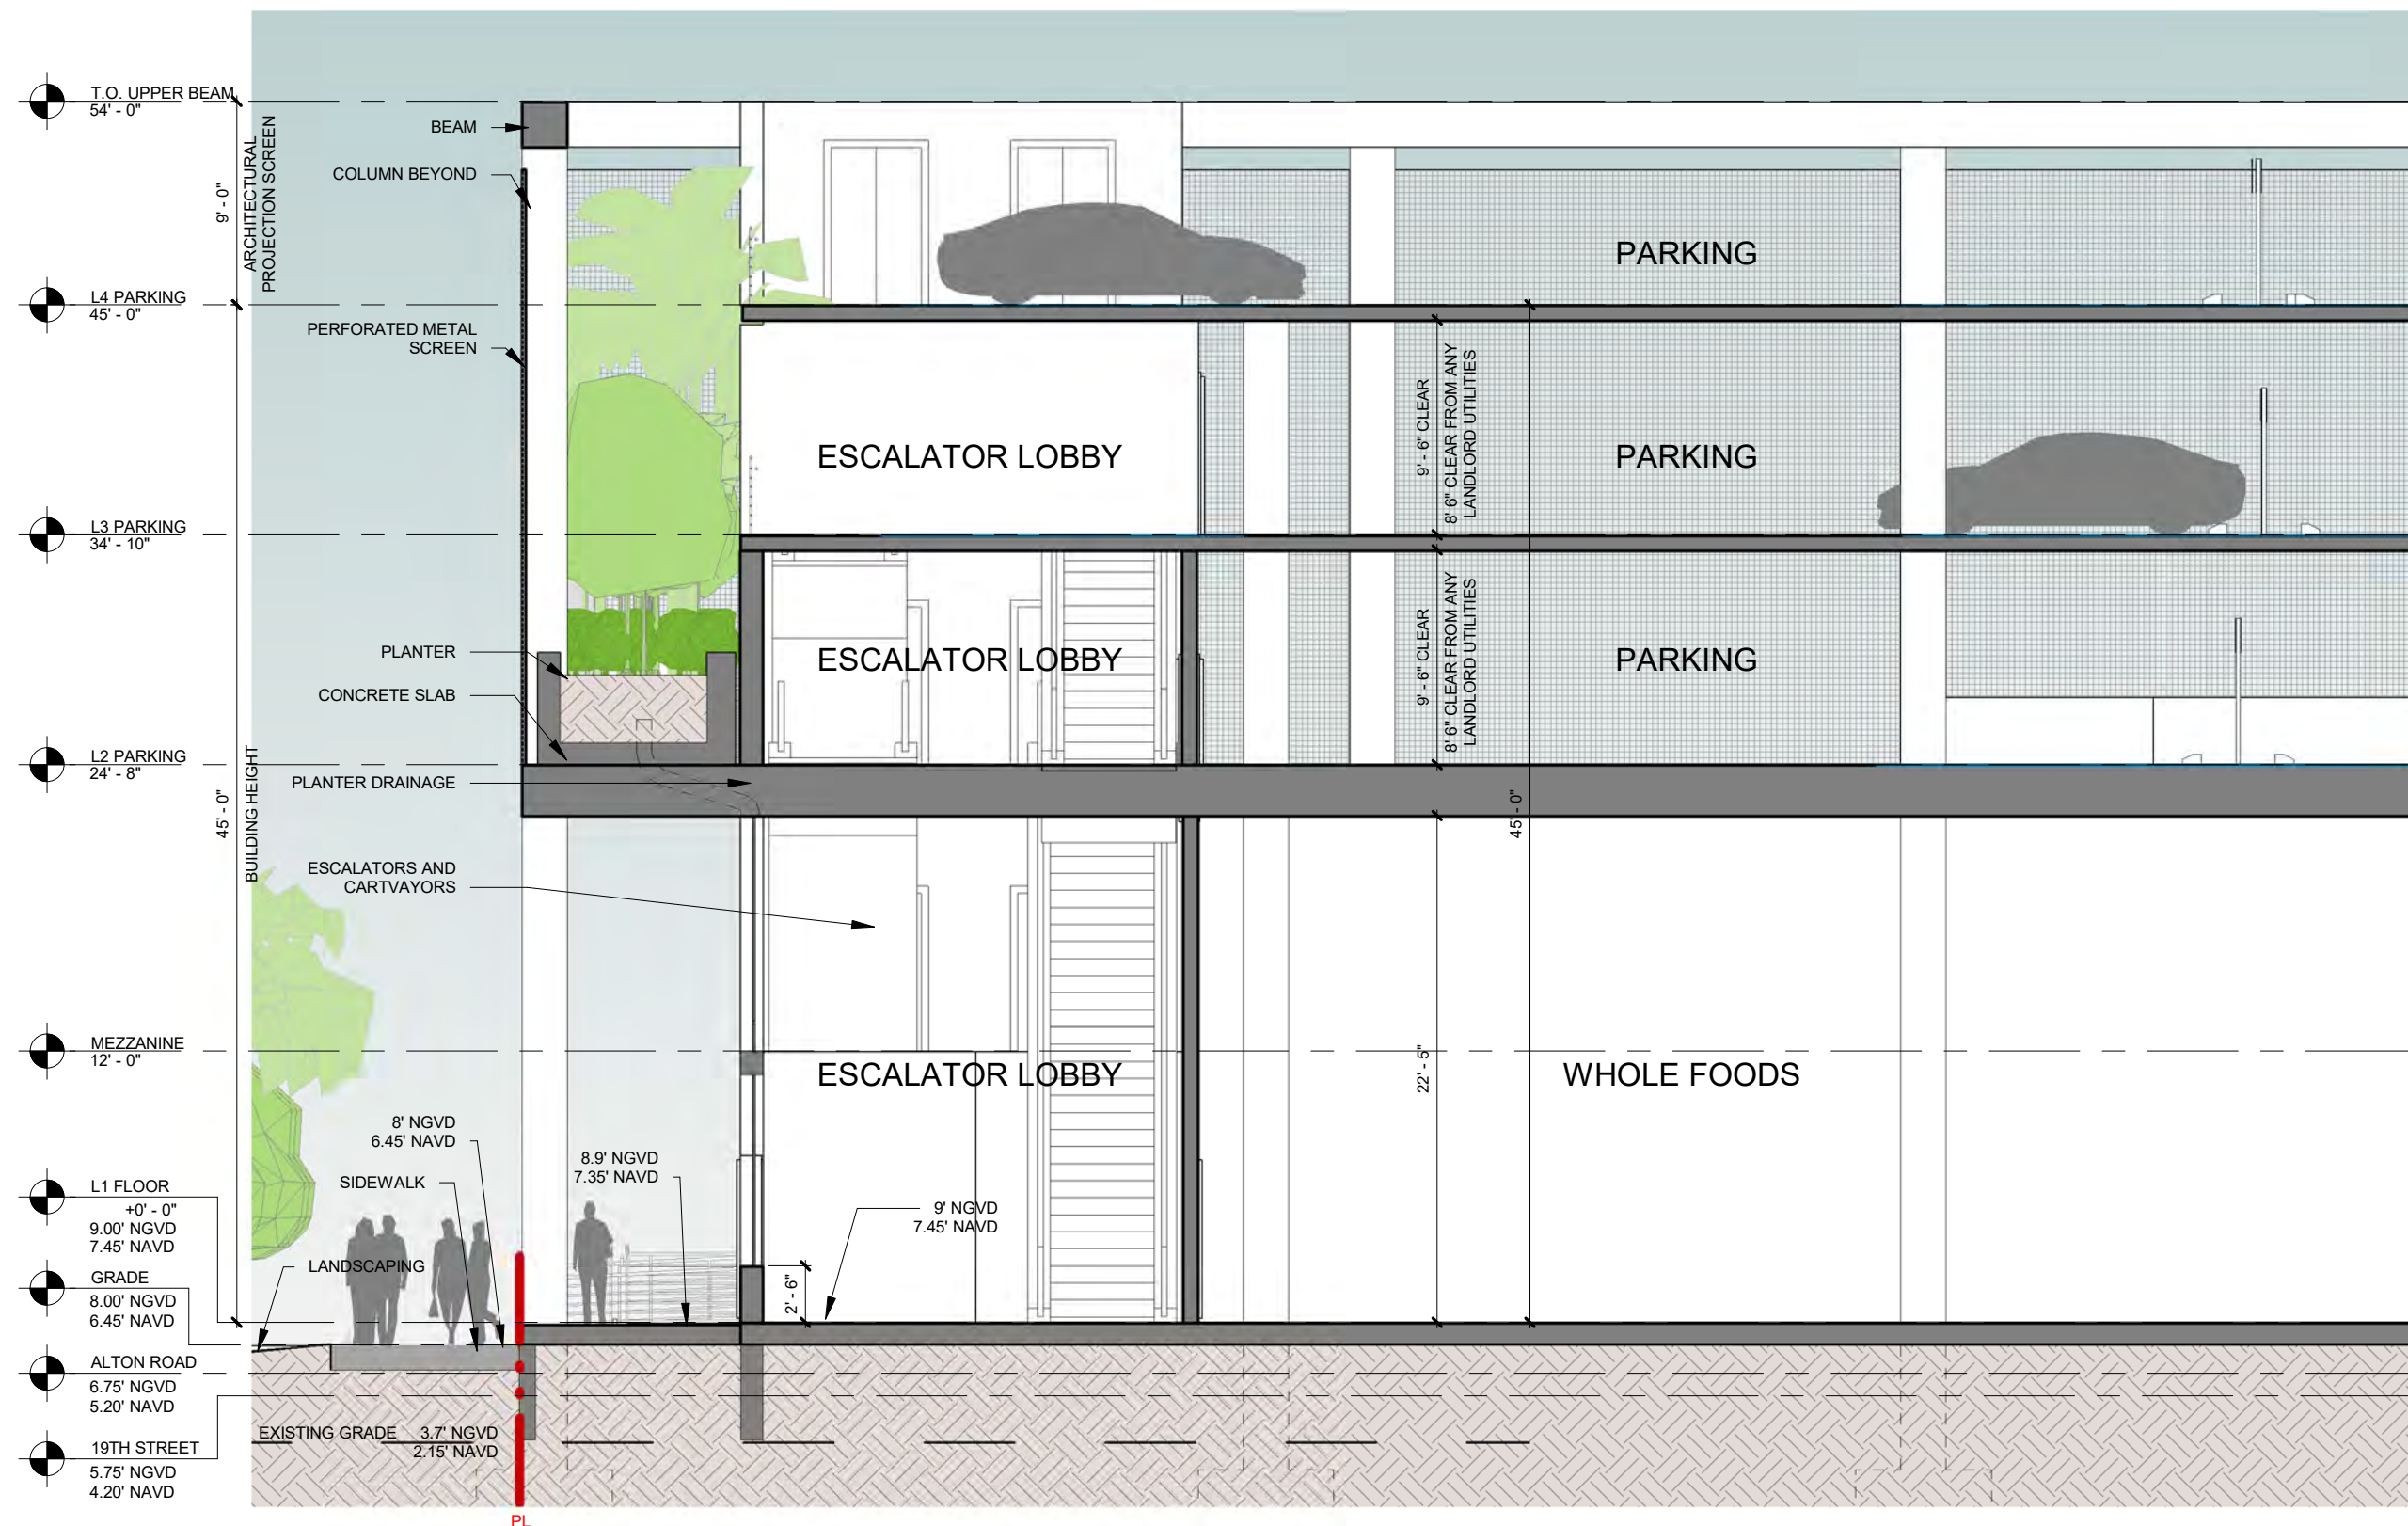 T.O. UPPER BEAM
54' - 0"
9' - 0"
ARCHITECTURAL
PROJECTION SCREEN
BEAM
COLUMN BEYOND
PARKING
L4 PARKING
45' - 0"
PERFORATED METAL
SCREEN
ESCALATOR LOBBY
9' - 6" CLEAR
8' 6" CLEAR FROM ANY
LANDLORD UTILITIES
PARKING
L3 PARKING
34' - 10"
PLANTER
CONCRETE SLAB
ESCALATOR LOBBY
9' - 6" CLEAR
8' 6" CLEAR FROM ANY
LANDLORD UTILITIES
PARKING
L2 PARKING
24' - 8"
PLANTER DRAINAGE
45' - 0"
BUILDING HEIGHT
45' - 0"
ESCALATORS AND
CARTVAYORS
MEZZANINE
12' - 0"
ESCALATOR LOBBY
22' - 5"
WHOLE FOODS
8' NGVD
6.45' NAVD
8.9' NGVD
7.35' NAVD
SIDEWALK
9' NGVD
7.45' NAVD
L1 FLOOR
+0' - 0"
9.00' NGVD
7.45' NAVD
LANDSCAPING
2' - 6"
GRADE
8.00' NGVD
6.45' NAVD
ALTON ROAD
6.75' NGVD
5.20' NAVD
EXISTING GRADE
3.7' NGVD
2.15' NAVD
19TH STREET
5.75' NGVD
4.20' NAVD
PL